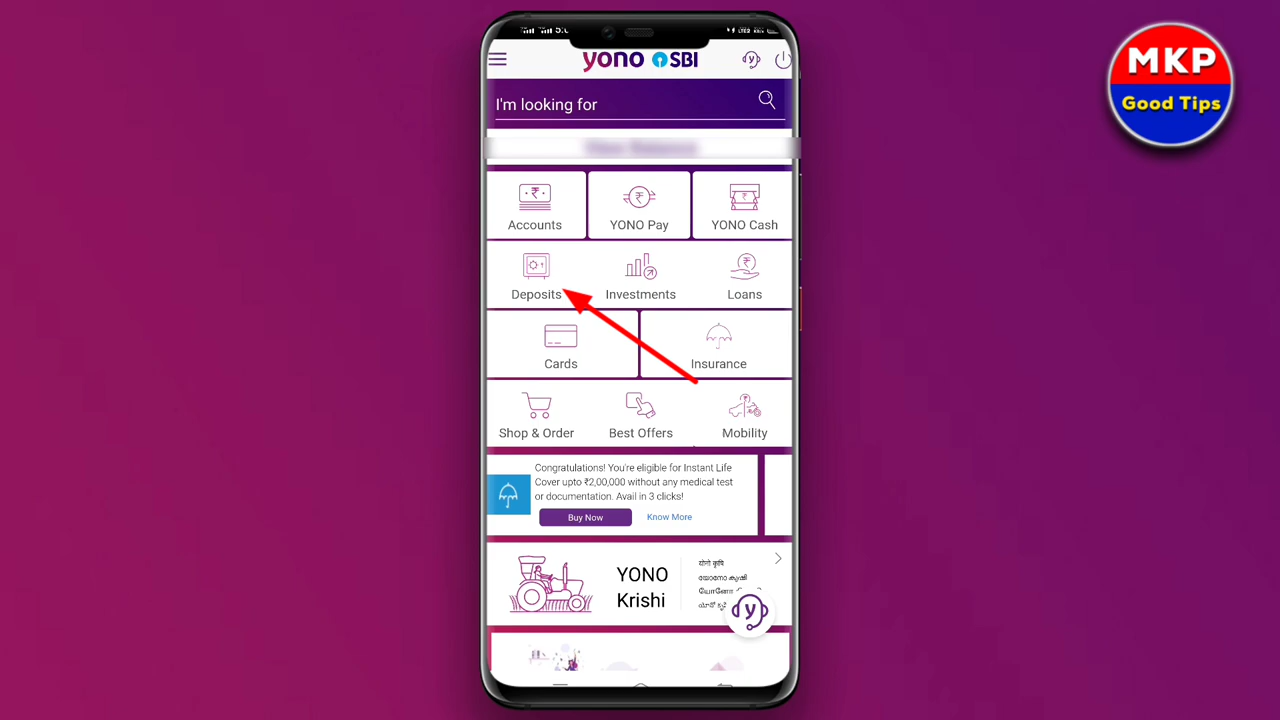 yono SBI
I'm looking for
Accounts
YONO Pay
YONO Cash
Deposits
Investments
Loans
Cards
Insurance
Shop & Order
Best Offers
Mobility
Congratulations! You're eligible for Instant Life
Cover upto ₹2,00,000 without any medical test
or documentation. Avail in 3 clicks!
Buy Now
Know More
YONO
Krishi
योनो कृषि
യോനോ കൃഷി
MKP
Good Tips